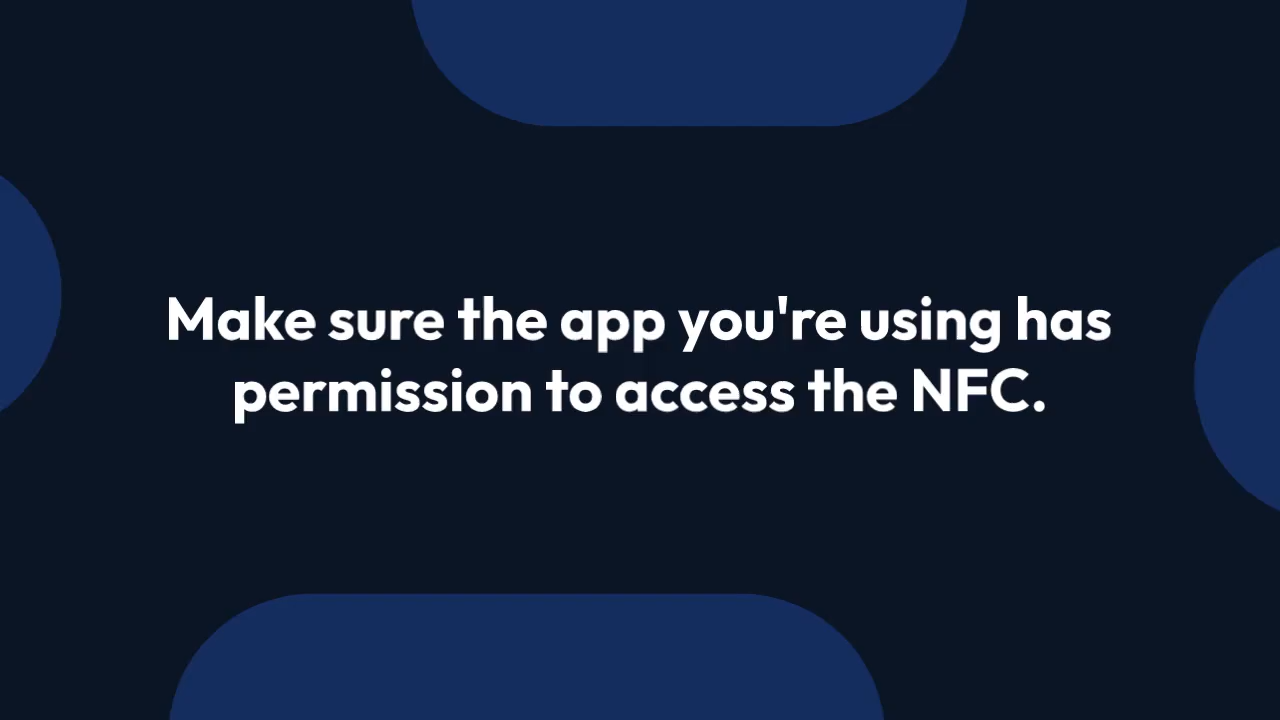 Make sure the app you're using has
permission to access the NFC.